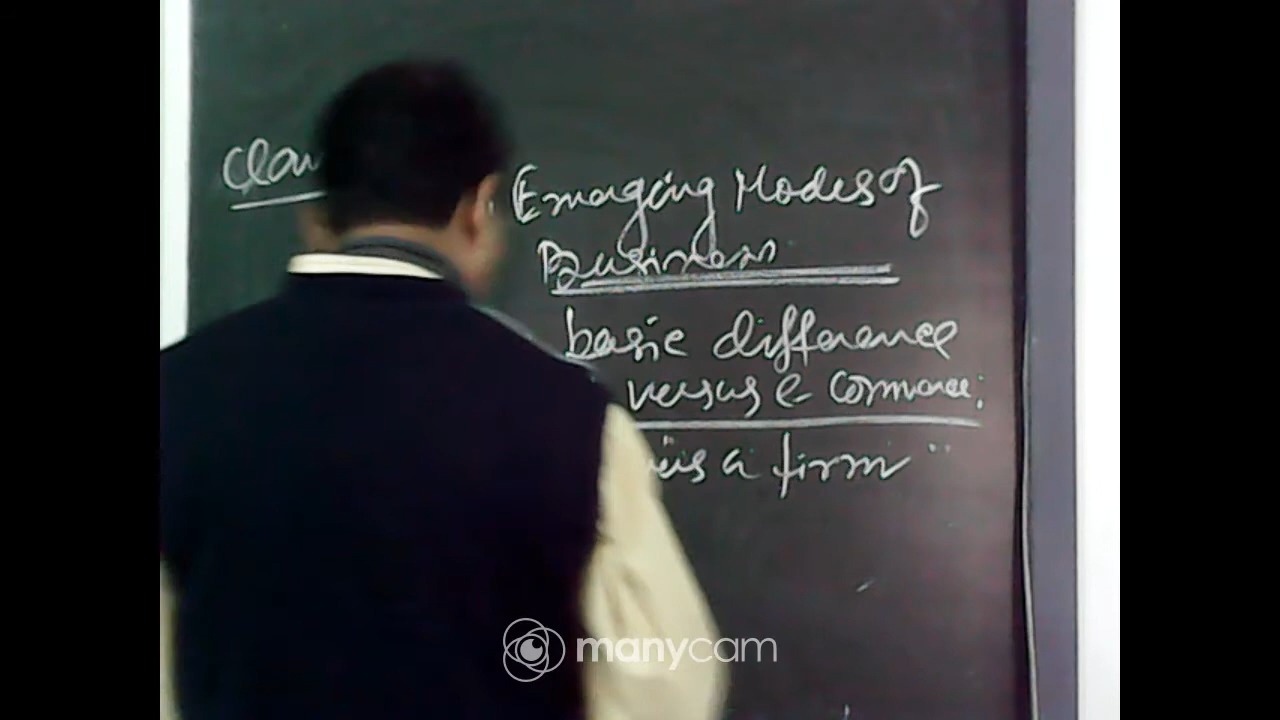 Emerging Modes of
Business
basic difference
versus e- Commerce:
is a firm "
manycam